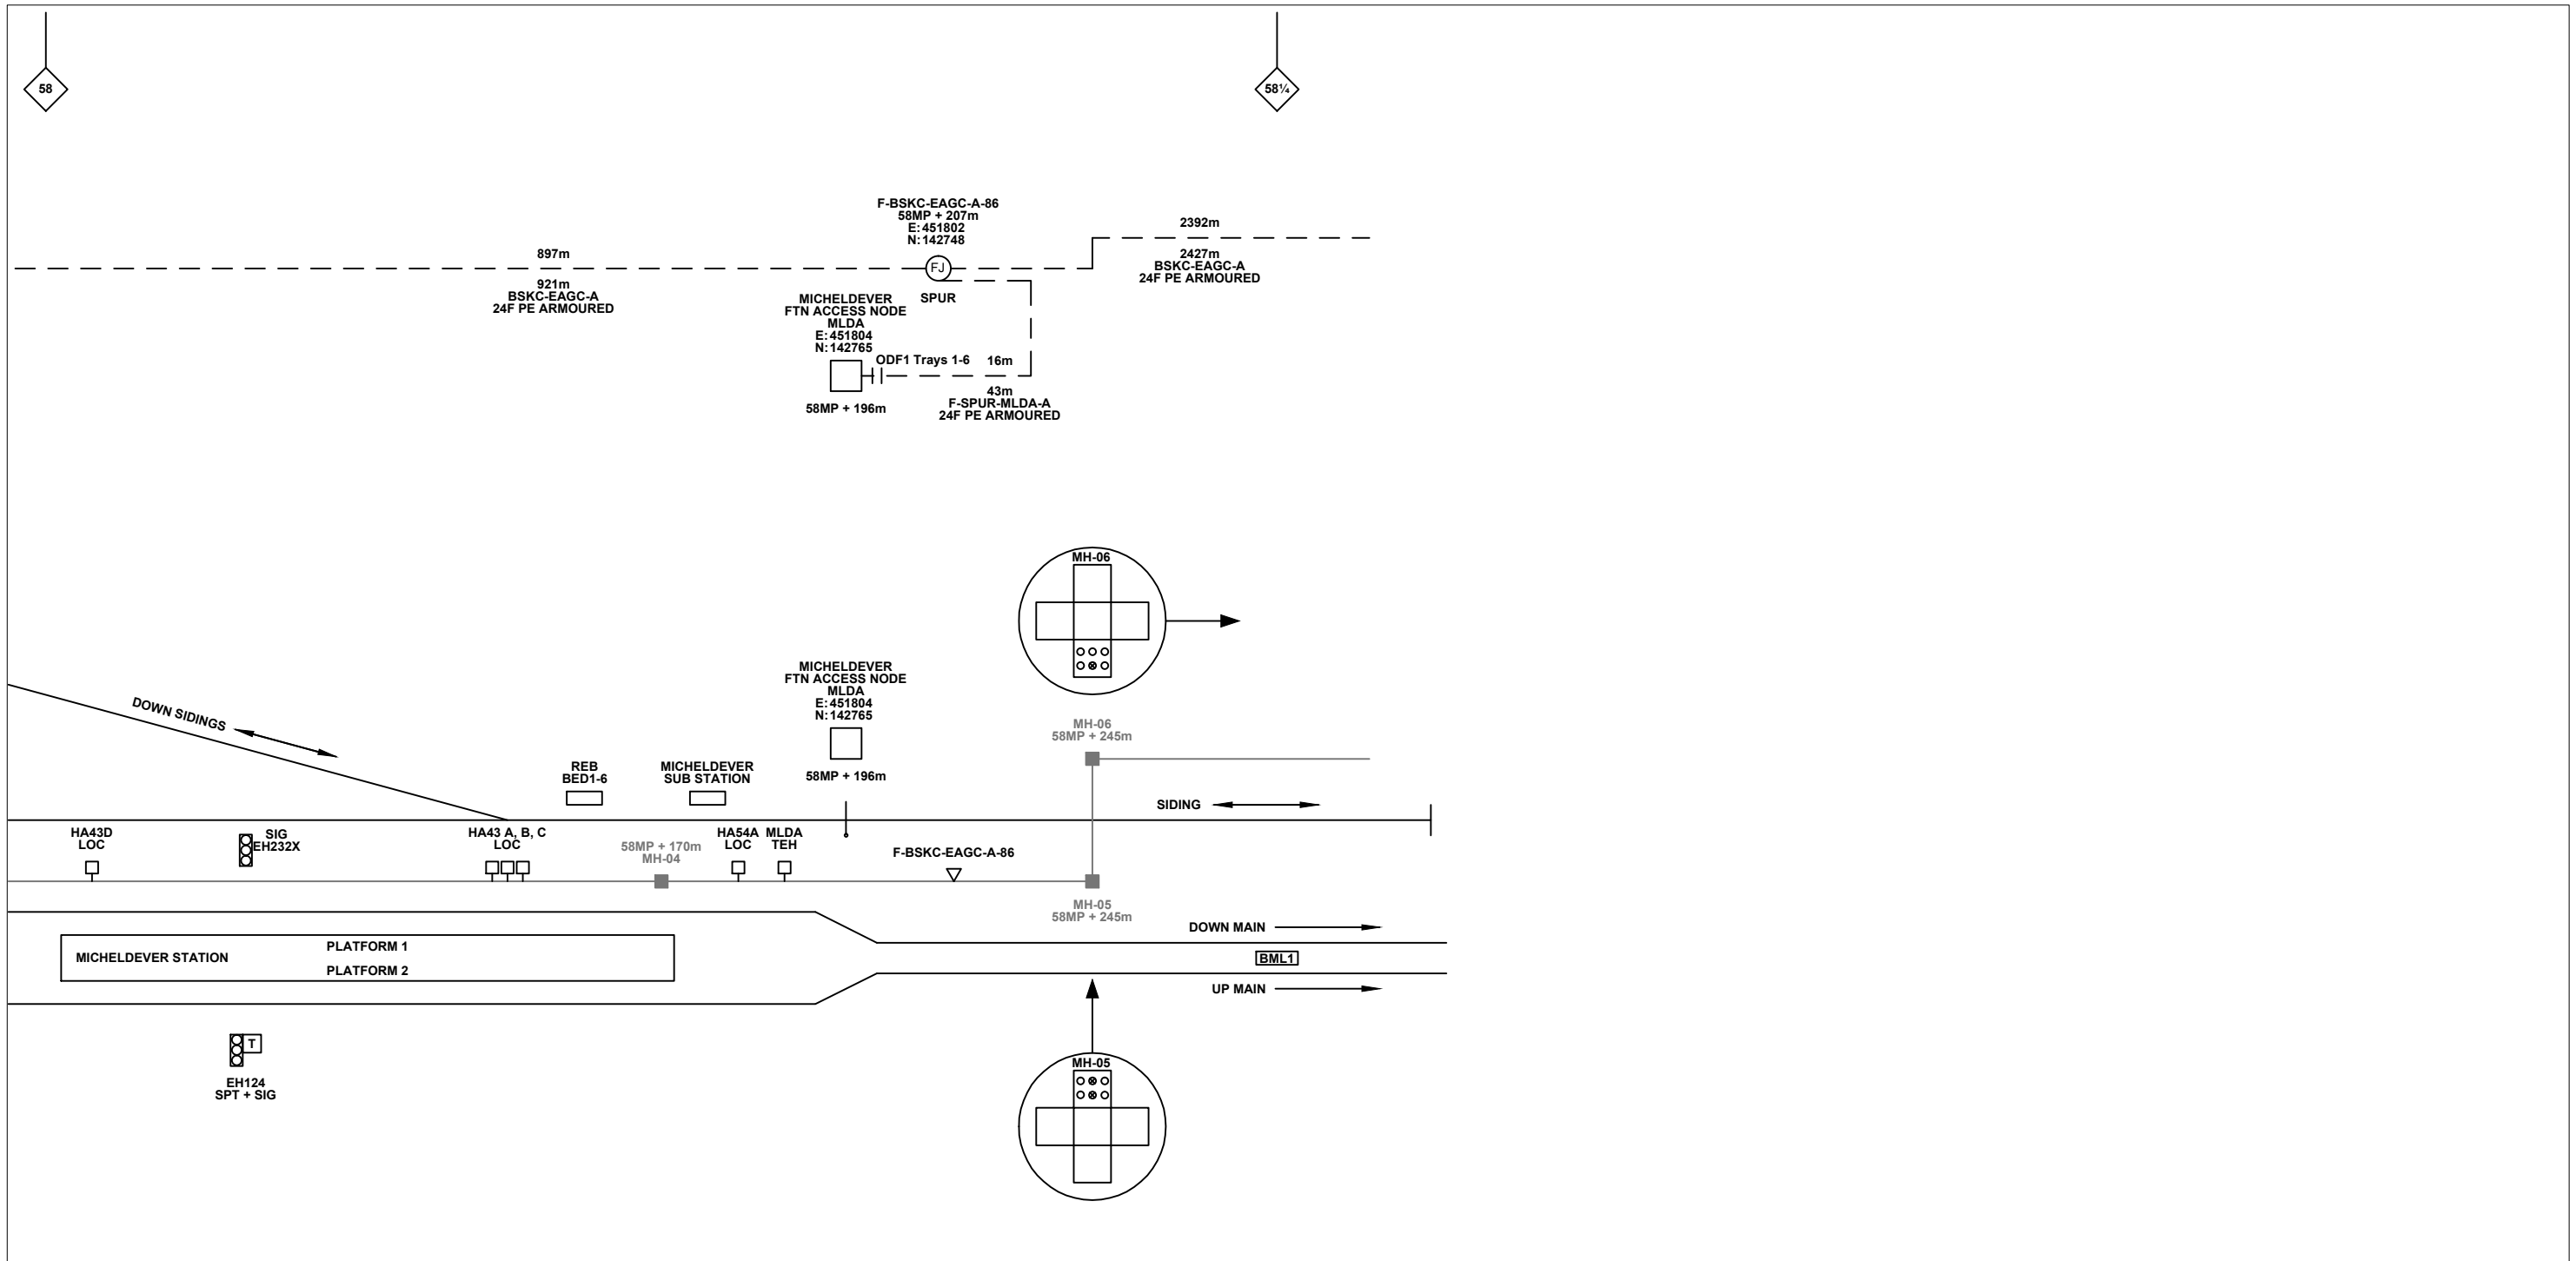 58
58¼
F-BSKC-EAGC-A-86
58MP + 207m
E:451802
N:142748
2392m
897m
2427m
BSKC-EAGC-A
24F PE ARMOURED
FJ
921m
BSKC-EAGC-A
24F PE ARMOURED
SPUR
MICHELDEVER
FTN ACCESS NODE
MLDA
E:451804
N:142765
ODF1 Trays 1-6
16m
43m
F-SPUR-MLDA-A
24F PE ARMOURED
58MP + 196m
MH-06
MICHELDEVER
FTN ACCESS NODE
MLDA
E:451804
N:142765
DOWN SIDINGS
MH-06
58MP + 245m
REB
BED1-6
MICHELDEVER
SUB STATION
58MP + 196m
SIDING
HA43D
LOC
SIG
EH232X
HA43 A, B, C
LOC
58MP + 170m
MH-04
HA54A
LOC
MLDA
TEH
F-BSKC-EAGC-A-86
MH-05
58MP + 245m
DOWN MAIN
PLATFORM 1
MICHELDEVER STATION
PLATFORM 2
BML1
UP MAIN
T
EH124
SPT + SIG
MH-05